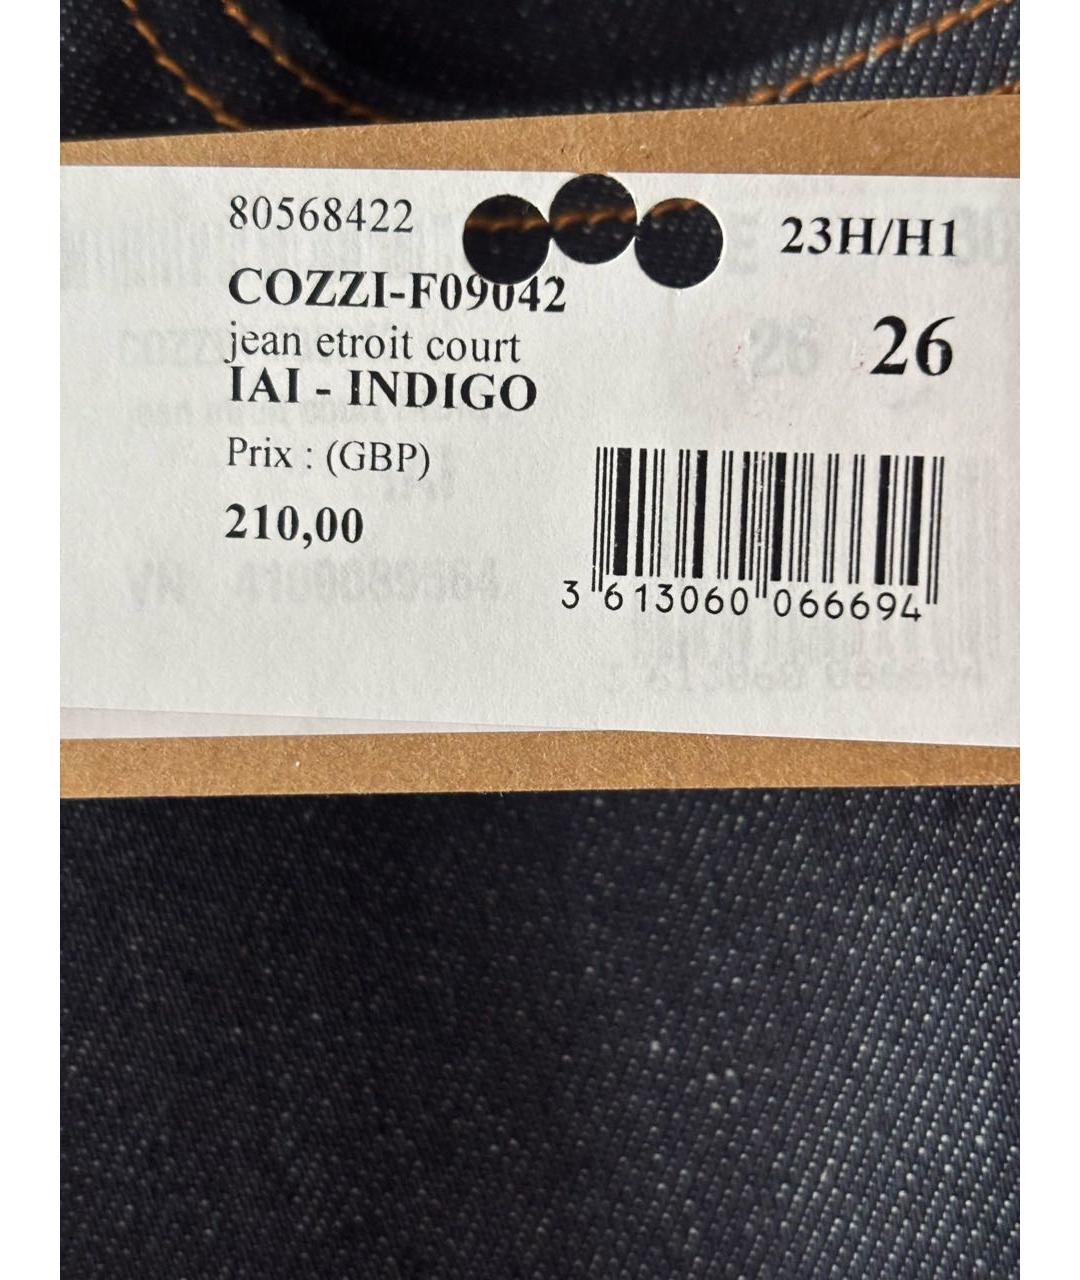 80568422
23H/H1
COZZI-F09042
26
jean etroit court
IAI - INDIGO
Prix : (GBP)
210,00
3 613060 066694